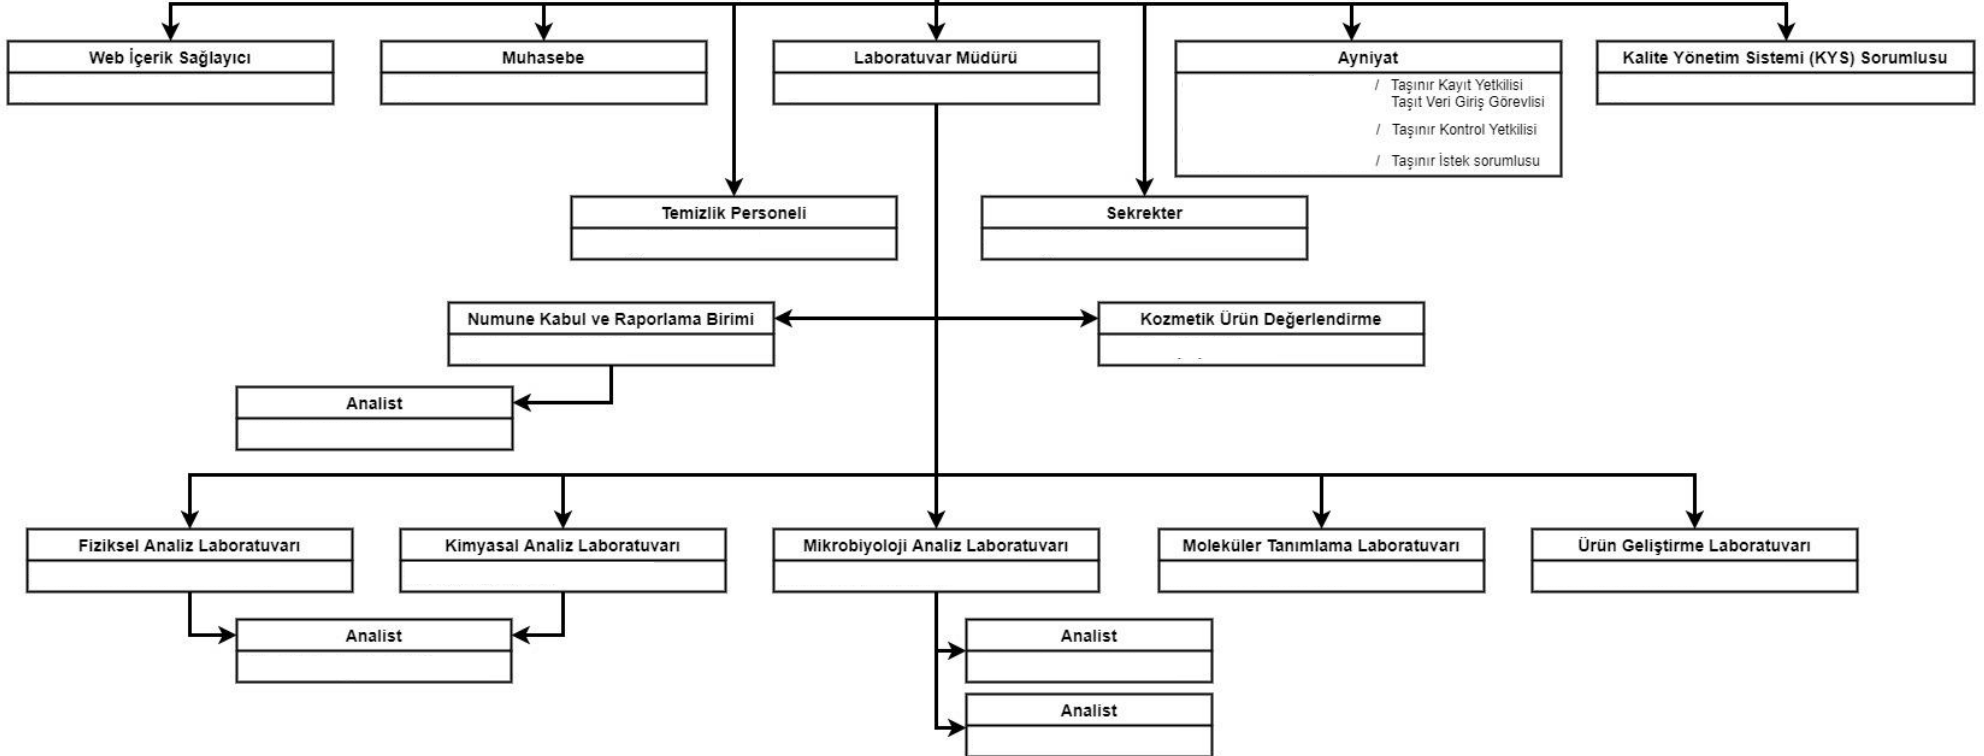 Web İçerik Sağlayıcı
Muhasebe
Laboratuvar Müdürü
Ayniyat
/ Taşınır Kayıt Yetkilisi
Taşıt Veri Giriş Görevlisi
/ Taşınır Kontrol Yetkilisi
/ Taşınır İstek sorumlusu
Kalite Yönetim Sistemi (KYS) Sorumlusu
Temizlik Personeli
Sekrekter
Numune Kabul ve Raporlama Birimi
Kozmetik Ürün Değerlendirme
Analist
Fiziksel Analiz Laboratuvarı
Kimyasal Analiz Laboratuvarı
Mikrobiyoloji Analiz Laboratuvarı
Moleküler Tanımlama Laboratuvarı
Ürün Geliştirme Laboratuvarı
Analist
Analist
Analist